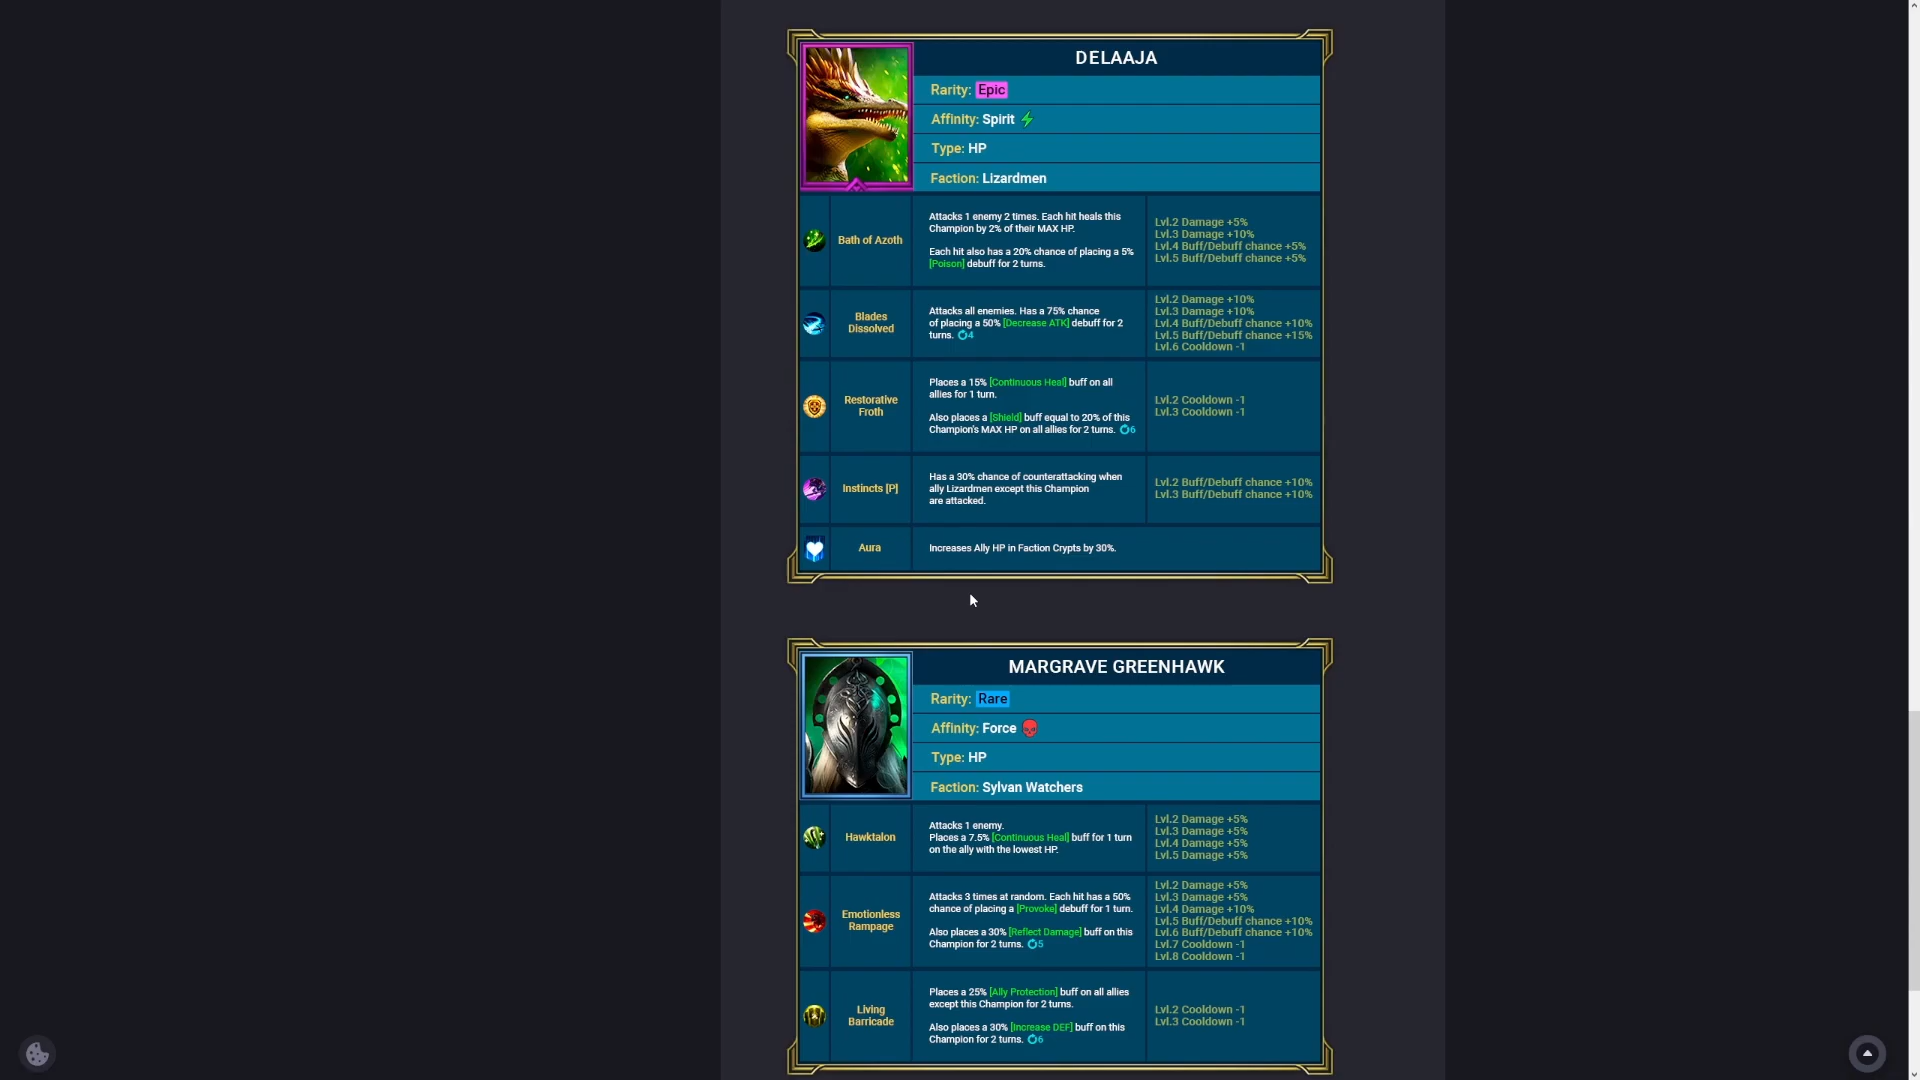 DELAAJA
Rarity: Epic
Affinity: Spirit
Type: HP
Faction: Lizardmen
Bath of Azoth
Attacks 1 enemy 2 times. Each hit heals this
Champion by 2% of their MAX HP.
Each hit also has a 20% chance of placing a 5%
[Poison] debuff for 2 turns.
Lvl.2 Damage +5%
Lvl.3 Damage +10%
Lvl.4 Buff/Debuff chance +5%
Lvl.5 Buff/Debuff chance +5%
Blades
Dissolved
Attacks all enemies. Has a 75% chance
of placing a 50% [Decrease ATK] debuff for 2
turns. 4
Lvl.2 Damage +10%
Lvl.3 Damage +10%
Lvl.4 Buff/Debuff chance +10%
Lvl.5 Buff/Debuff chance +15%
Lvl.6 Cooldown -1
Restorative
Froth
Places a 15% [Continuous Heal] buff on all
allies for 1 turn.
Also places a [Shield] buff equal to 20% of this
Champion's MAX HP on all allies for 2 turns. 6
Lvl.2 Cooldown -1
Lvl.3 Cooldown -1
Instincts [P]
Has a 30% chance of counterattacking when
ally Lizardmen except this Champion
are attacked.
Lvl.2 Buff/Debuff chance +10%
Lvl.3 Buff/Debuff chance +10%
Aura
Increases Ally HP in Faction Crypts by 30%.
MARGRAVE GREENHAWK
Rarity: Rare
Affinity: Force
Type: HP
Faction: Sylvan Watchers
Hawktalon
Attacks 1 enemy.
Places a 7.5% [Continuous Heal] buff for 1 turn
on the ally with the lowest HP.
Lvl.2 Damage +5%
Lvl.3 Damage +5%
Lvl.4 Damage +5%
Lvl.5 Damage +5%
Emotionless
Rampage
Attacks 3 times at random. Each hit has a 50%
chance of placing a [Provoke] debuff for 1 turn.
Also places a 30% [Reflect Damage] buff on this
Champion for 2 turns. 5
Lvl.2 Damage +5%
Lvl.3 Damage +5%
Lvl.4 Damage +10%
Lvl.5 Buff/Debuff chance +10%
Lvl.6 Buff/Debuff chance +10%
Lvl.7 Cooldown -1
Lvl.8 Cooldown -1
Living
Barricade
Places a 25% [Ally Protection] buff on all allies
except this Champion for 2 turns.
Also places a 30% [Increase DEF] buff on this
Champion for 2 turns. 6
Lvl.2 Cooldown -1
Lvl.3 Cooldown -1